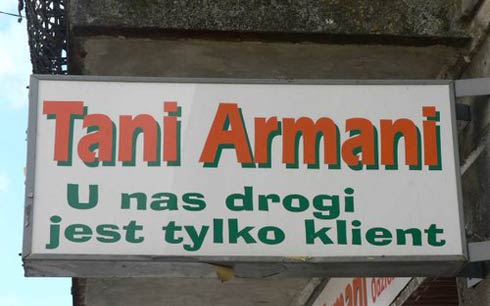 Tani Armani
U nas drogi
jest tylko klient